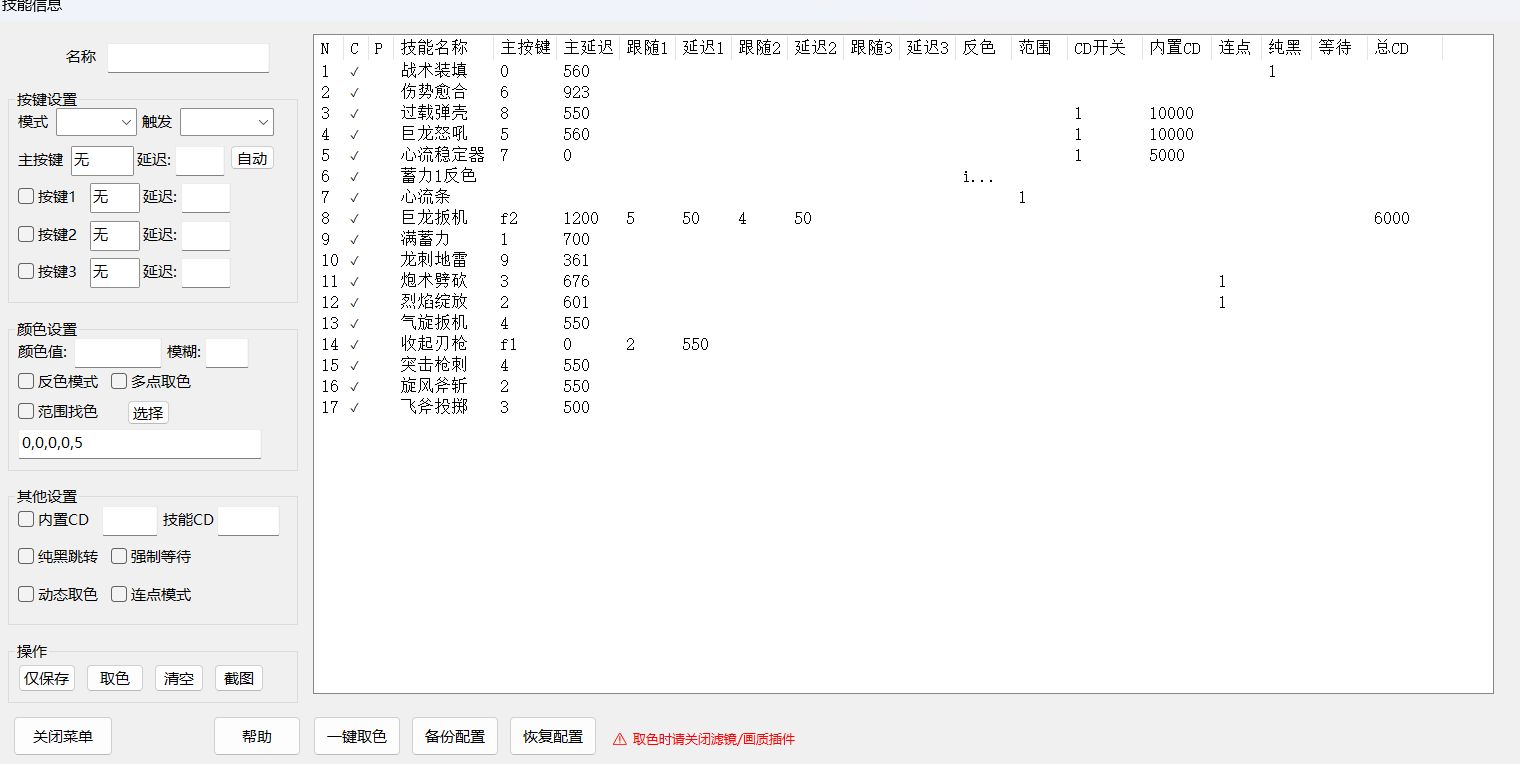 技能信息
名称
按键设置
模式 触发
主按键 无 延迟: 自动
按键1 无 延迟:
按键2 无 延迟:
按键3 无 延迟:
颜色设置
颜色值: 模糊:
反色模式 多点取色
范围找色 选择
0,0,0,0,5
其他设置
内置CD 技能CD
纯黑跳转 强制等待
动态取色 连点模式
操作
仅保存 取色 清空 截图
N C P 技能名称 主按键 主延迟 跟随1 延迟1 跟随2 延迟2 跟随3 延迟3 反色 范围 CD开关 内置CD 连点 纯黑 等待 总CD
1 ✓ 战术装填 0 560 1
2 ✓ 伤势愈合 6 923
3 ✓ 过载弹壳 8 550 1 10000
4 ✓ 巨龙怒吼 5 560 1 10000
5 ✓ 心流稳定器 7 0 1 5000
6 ✓ 蓄力1反色 i...
7 ✓ 心流条 1
8 ✓ 巨龙扳机 f2 1200 5 50 4 50 6000
9 ✓ 满蓄力 1 700
10 ✓ 龙刺地雷 9 361
11 ✓ 炮术劈砍 3 676 1
12 ✓ 烈焰绽放 2 601 1
13 ✓ 气旋扳机 4 550
14 ✓ 收起刃枪 f1 0 2 550
15 ✓ 突击枪刺 4 550
16 ✓ 旋风斧斩 2 550
17 ✓ 飞斧投掷 3 500
关闭菜单 帮助 一键取色 备份配置 恢复配置 ⚠ 取色时请关闭滤镜/画质插件